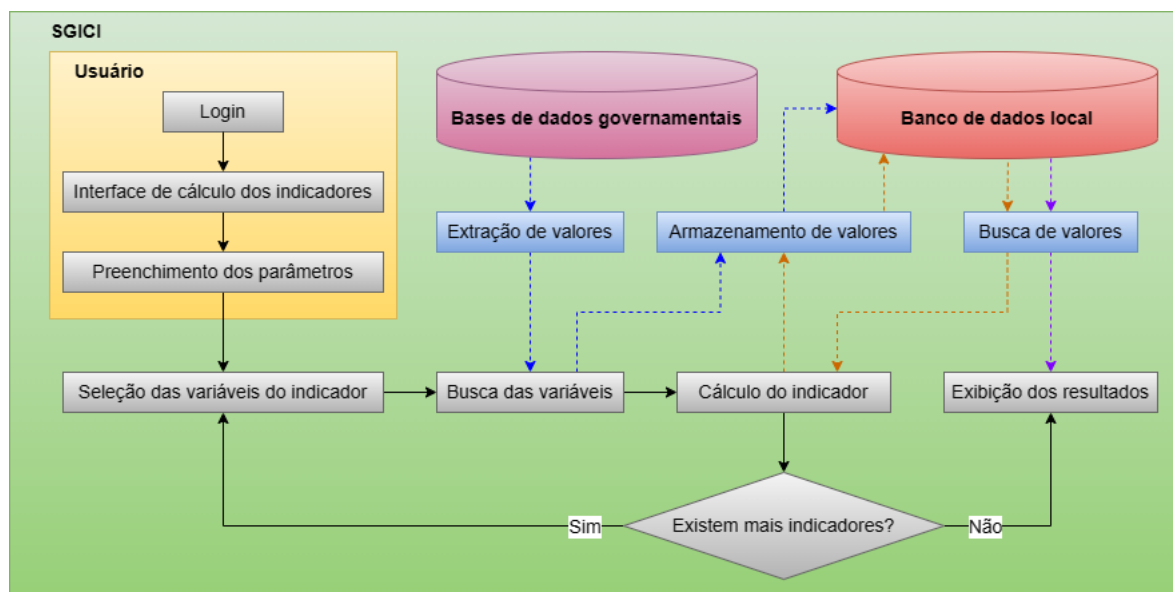 SGICI
Usuário
Login
Interface de cálculo dos indicadores
Preenchimento dos parâmetros
Bases de dados governamentais
Banco de dados local
Extração de valores
Armazenamento de valores
Busca de valores
Seleção das variáveis do indicador
Busca das variáveis
Cálculo do indicador
Exibição dos resultados
Sim
Existem mais indicadores?
Não